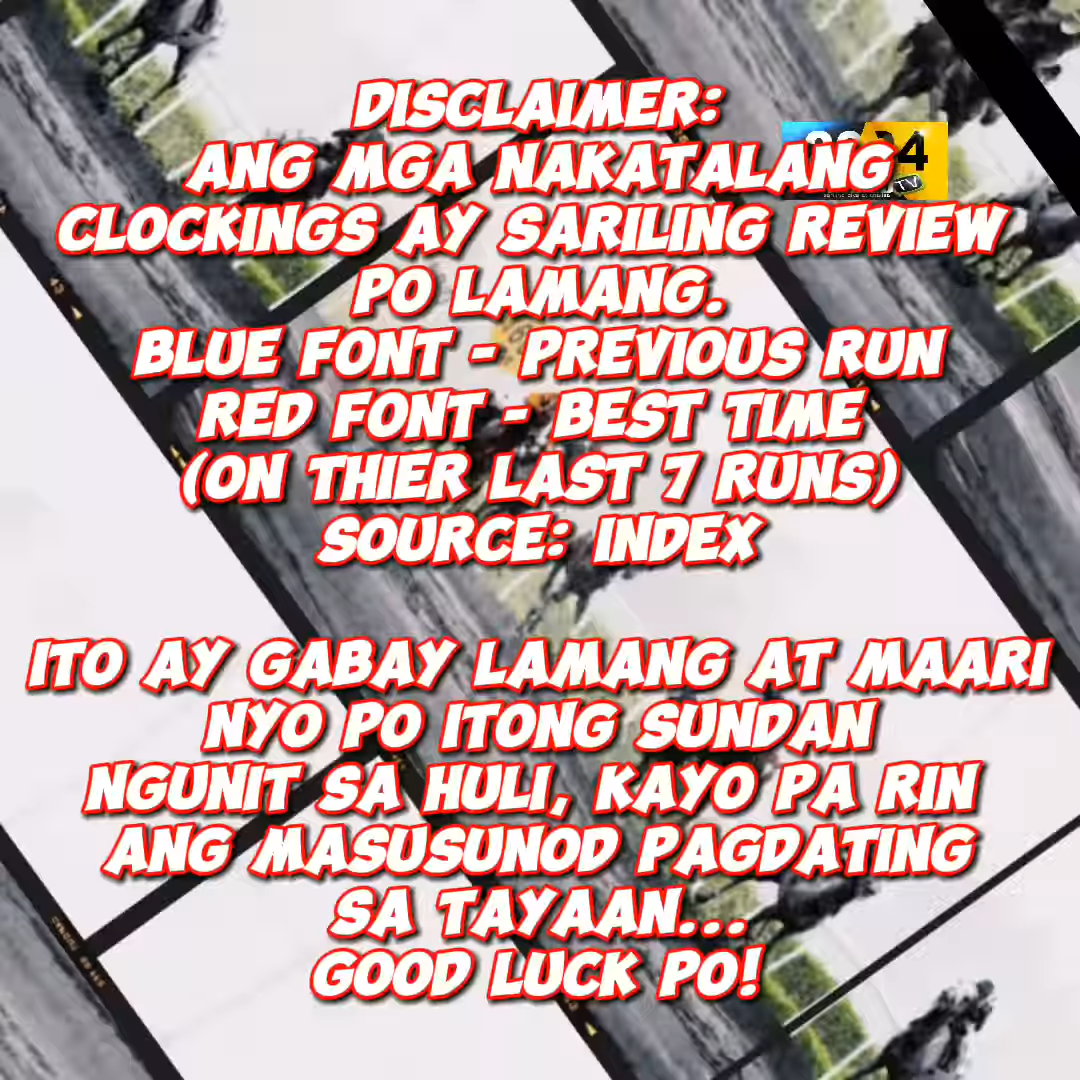 DISCLAIMER:
ANG MGA NAKATALANG
CLOCKINGS AY SARILING REVIEW
PO LAMANG.
BLUE FONT - PREVIOUS RUN
RED FONT - BEST TIME
(ON THIER LAST 7 RUNS)
SOURCE: INDEX
ITO AY GABAY LAMANG AT MAARI
NYO PO ITONG SUNDAN
NGUNIT SA HULI, KAYO PA RIN
ANG MASUSUNOD PAGDATING
SA TAYAAN...
GOOD LUCK PO!
TV